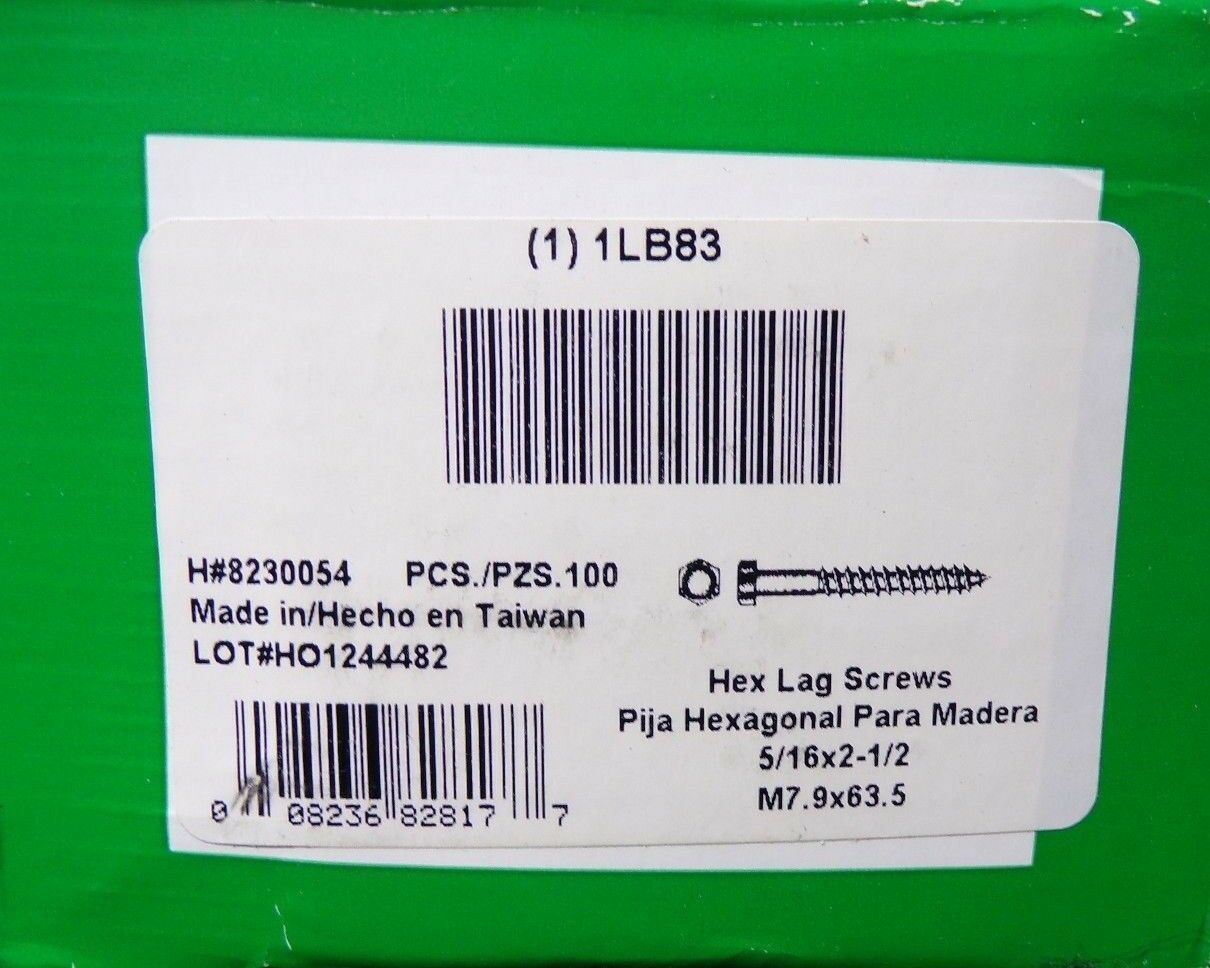 (1) 1LB83
H#8230054 PCS./PZS.100
Made in/Hecho en Taiwan
LOT#HO1244482
Hex Lag Screws
Pija Hexagonal Para Madera
5/16x2-1/2
M7.9x63.5
0 08236 82817 7